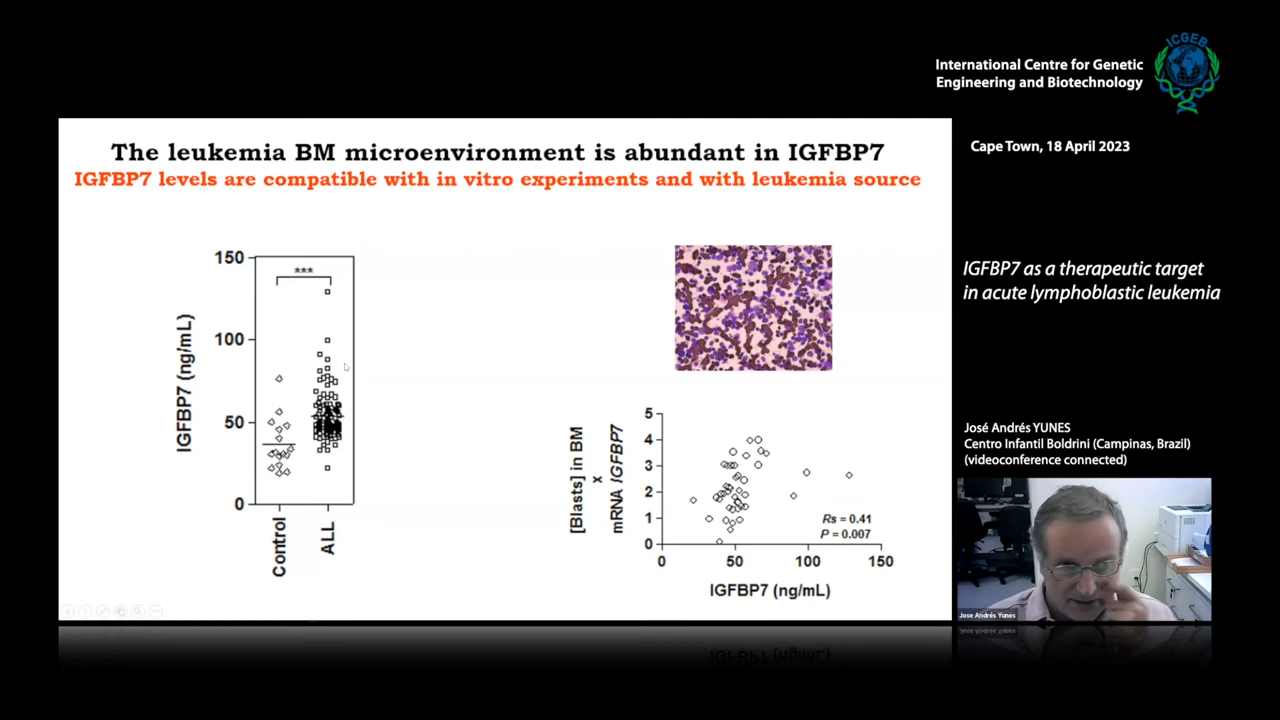 International Centre for Genetic
Engineering and Biotechnology
ICGEB
Cape Town, 18 April 2023
The leukemia BM microenvironment is abundant in IGFBP7
IGFBP7 levels are compatible with in vitro experiments and with leukemia source
IGFBP7 as a therapeutic target
in acute lymphoblastic leukemia
IGFBP7 (ng/mL)
150
100
50
0
***
Control
ALL
[Blasts] in BM
x
mRNA IGFBP7
5
4
3
2
1
0
Rs = 0.41
P = 0.007
0
50
100
150
IGFBP7 (ng/mL)
José Andrés YUNES
Centro Infantil Boldrini (Campinas, Brazil)
(videoconference connected)
Jose Andrés Yunes